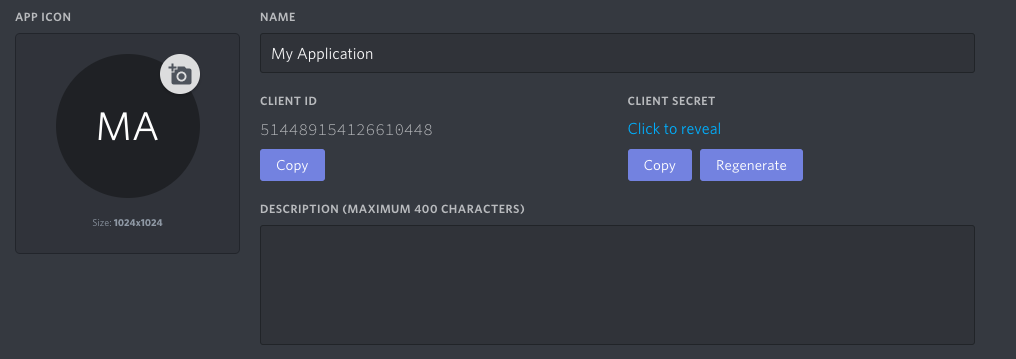 APP ICON
MA
Size: 1024x1024
NAME
My Application
CLIENT ID
514489154126610448
Copy
CLIENT SECRET
Click to reveal
Copy Regenerate
DESCRIPTION (MAXIMUM 400 CHARACTERS)